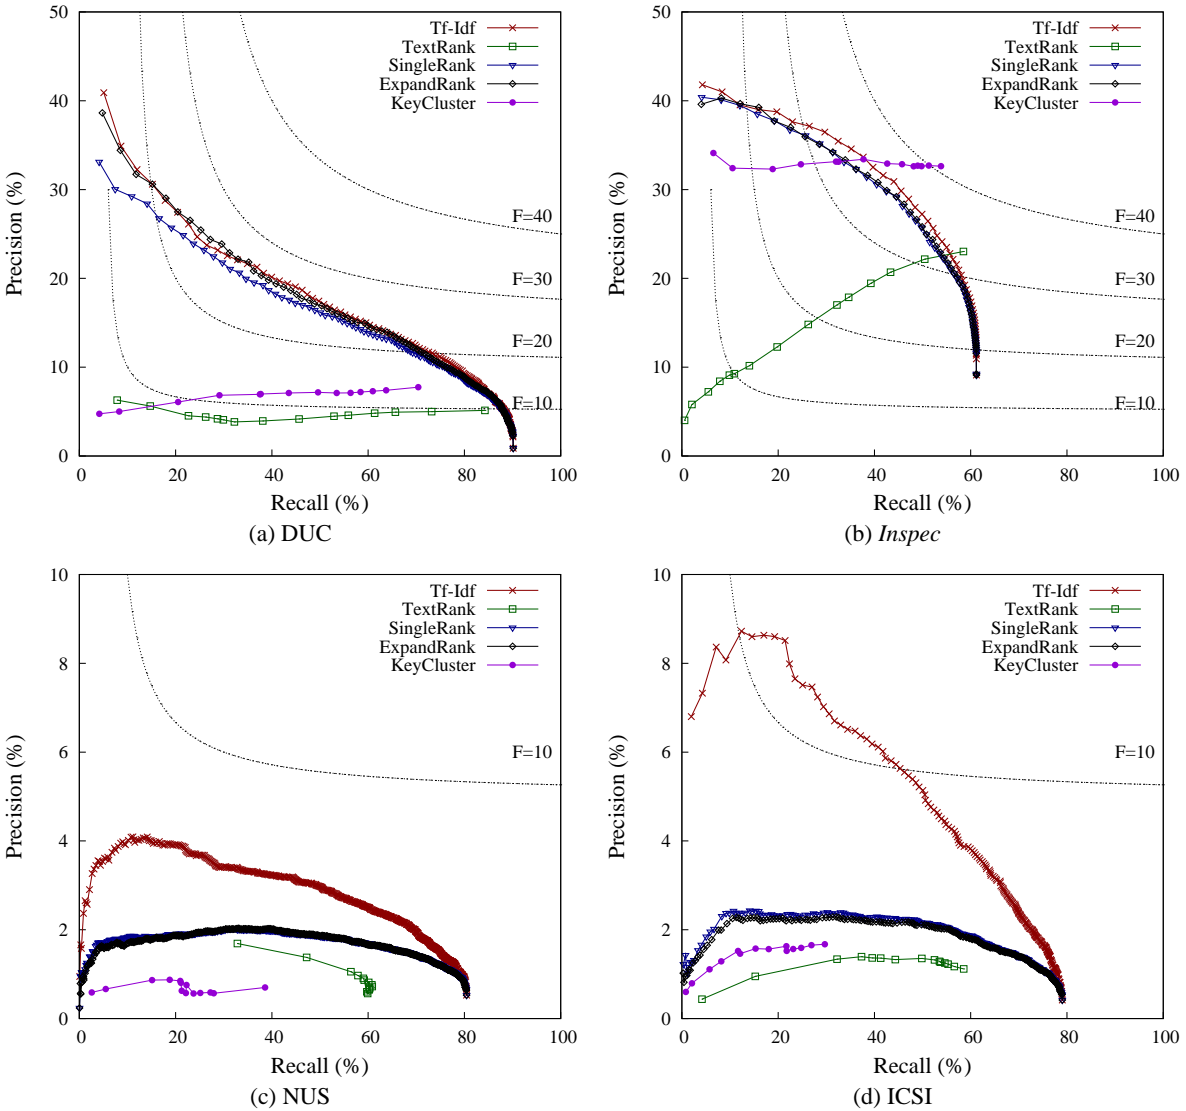 50
40
30
20
10
0
0
20
40
60
80
100
Precision (%)
Recall (%)
Tf-Idf
TextRank
SingleRank
ExpandRank
KeyCluster
F=40
F=30
F=20
F=10
(a) DUC
50
40
30
20
10
0
0
20
40
60
80
100
Precision (%)
Recall (%)
Tf-Idf
TextRank
SingleRank
ExpandRank
KeyCluster
F=40
F=30
F=20
F=10
(b) Inspec
10
8
6
4
2
0
0
20
40
60
80
100
Precision (%)
Recall (%)
Tf-Idf
TextRank
SingleRank
ExpandRank
KeyCluster
F=10
(c) NUS
10
8
6
4
2
0
0
20
40
60
80
100
Precision (%)
Recall (%)
Tf-Idf
TextRank
SingleRank
ExpandRank
KeyCluster
F=10
(d) ICSI